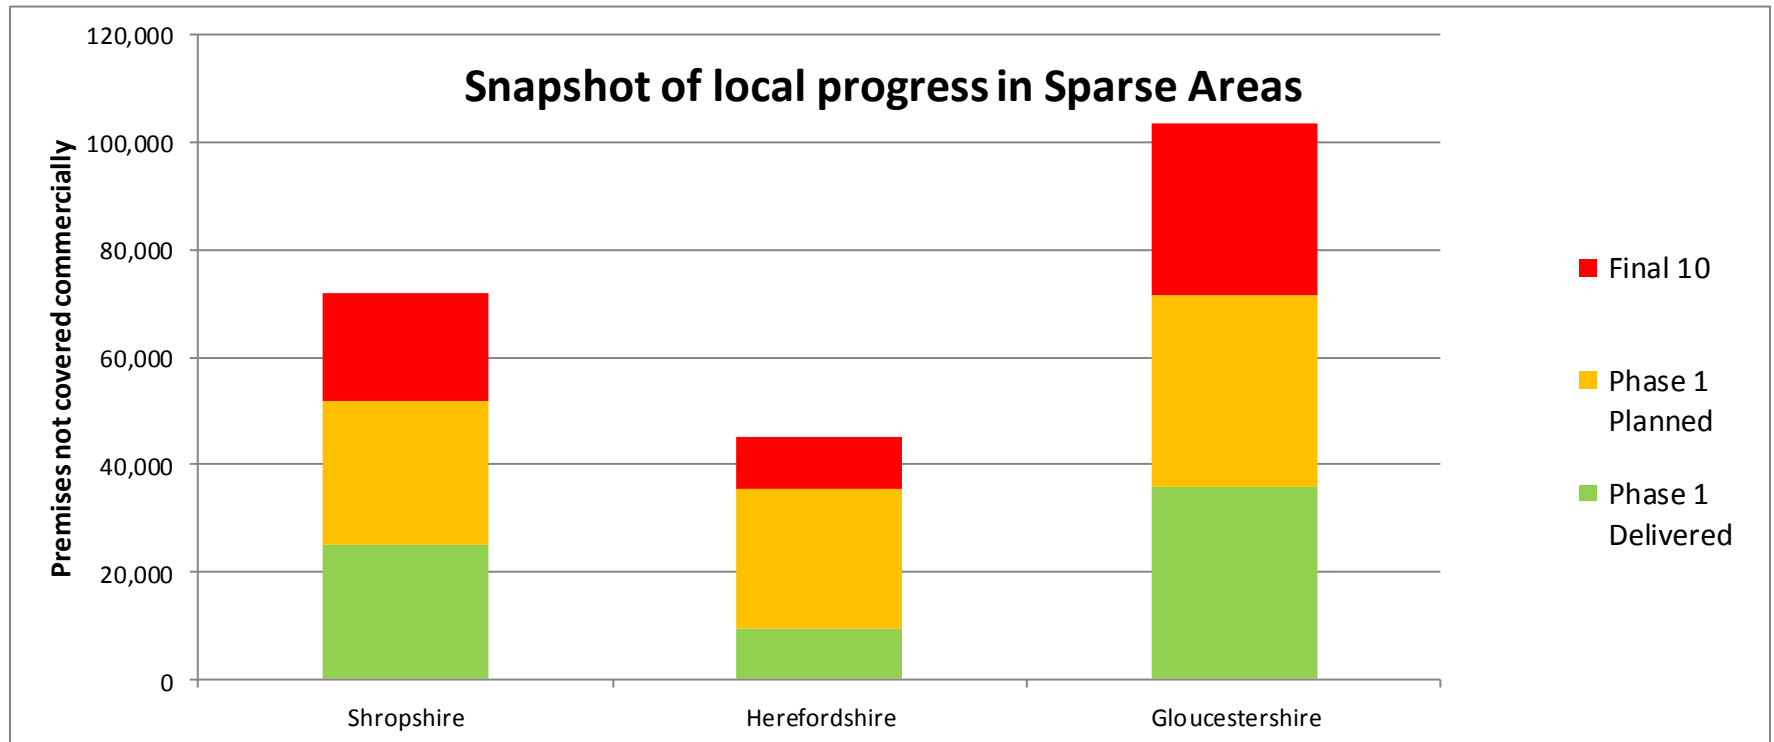 Snapshot of local progress in Sparse Areas
Premises not covered commercially
120,000
100,000
80,000
60,000
40,000
20,000
0
Shropshire
Herefordshire
Gloucestershire
Final 10
Phase 1
Planned
Phase 1
Delivered